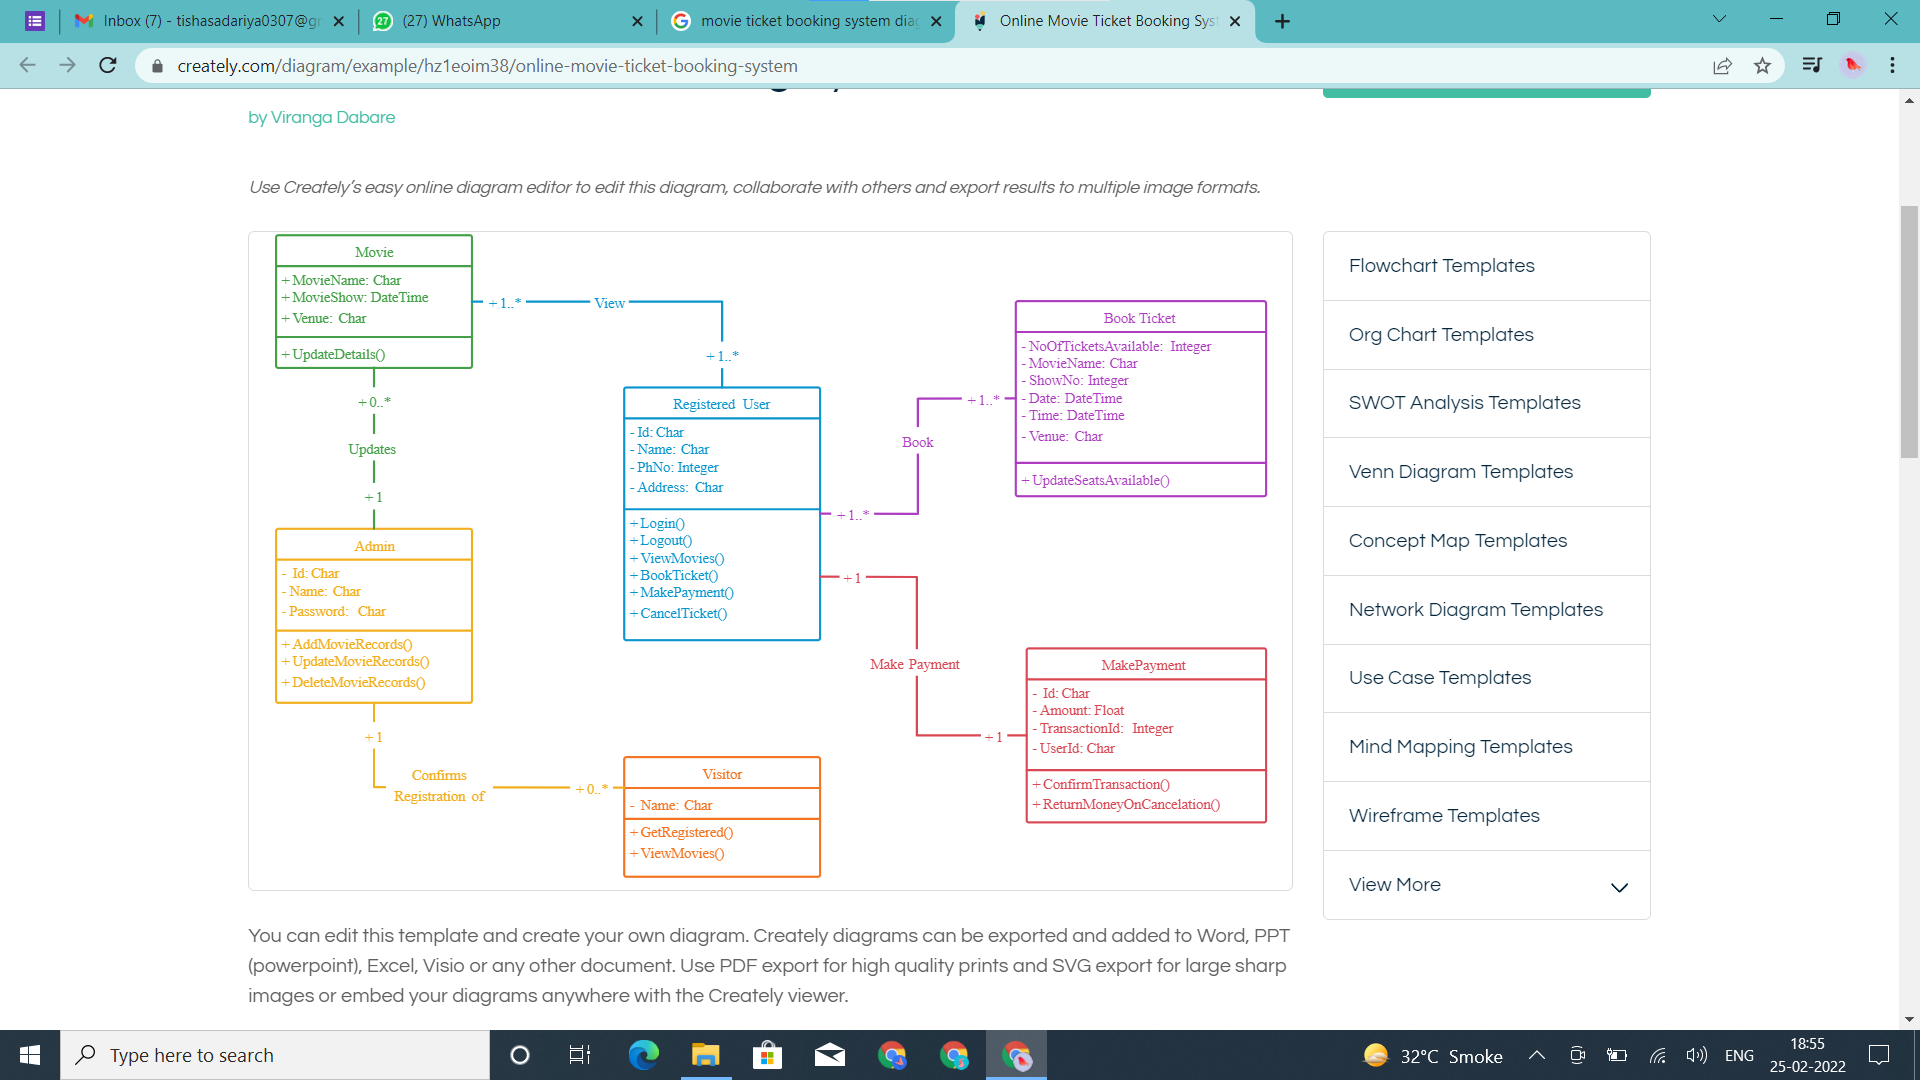 Inbox (7) - tishasadariya0307@gr
(27) WhatsApp
movie ticket booking system diag
Online Movie Ticket Booking Syst
creately.com/diagram/example/hz1eoim38/online-movie-ticket-booking-system
by Viranga Dabare
Use Creately's easy online diagram editor to edit this diagram, collaborate with others and export results to multiple image formats.
Movie
+ MovieName: Char
+ MovieShow: DateTime
+ Venue: Char
+ UpdateDetails()
+ 1..*
View
+ 1..*
+ 0..*
Updates
+ 1
Registered User
- Id: Char
- Name: Char
- PhNo: Integer
- Address: Char
+ Login()
+ Logout()
+ ViewMovies()
+ BookTicket()
+ MakePayment()
+ CancelTicket()
Book Ticket
- NoOfTicketsAvailable: Integer
- MovieName: Char
- ShowNo: Integer
- Date: DateTime
- Time: DateTime
- Venue: Char
+ UpdateSeatsAvailable()
+ 1..*
Book
+ 1..*
Admin
- Id: Char
- Name: Char
- Password: Char
+ AddMovieRecords()
+ UpdateMovieRecords()
+ DeleteMovieRecords()
+ 1
Make Payment
+ 1
MakePayment
- Id: Char
- Amount: Float
- TransactionId: Integer
- UserId: Char
+ ConfirmTransaction()
+ ReturnMoneyOnCancelation()
+ 1
Confirms
Registration of
+ 0..*
Visitor
- Name: Char
+ GetRegistered()
+ ViewMovies()
Flowchart Templates
Org Chart Templates
SWOT Analysis Templates
Venn Diagram Templates
Concept Map Templates
Network Diagram Templates
Use Case Templates
Mind Mapping Templates
Wireframe Templates
View More
You can edit this template and create your own diagram. Creately diagrams can be exported and added to Word, PPT
(powerpoint), Excel, Visio or any other document. Use PDF export for high quality prints and SVG export for large sharp
images or embed your diagrams anywhere with the Creately viewer.
Type here to search
32°C Smoke
ENG
18:55
25-02-2022